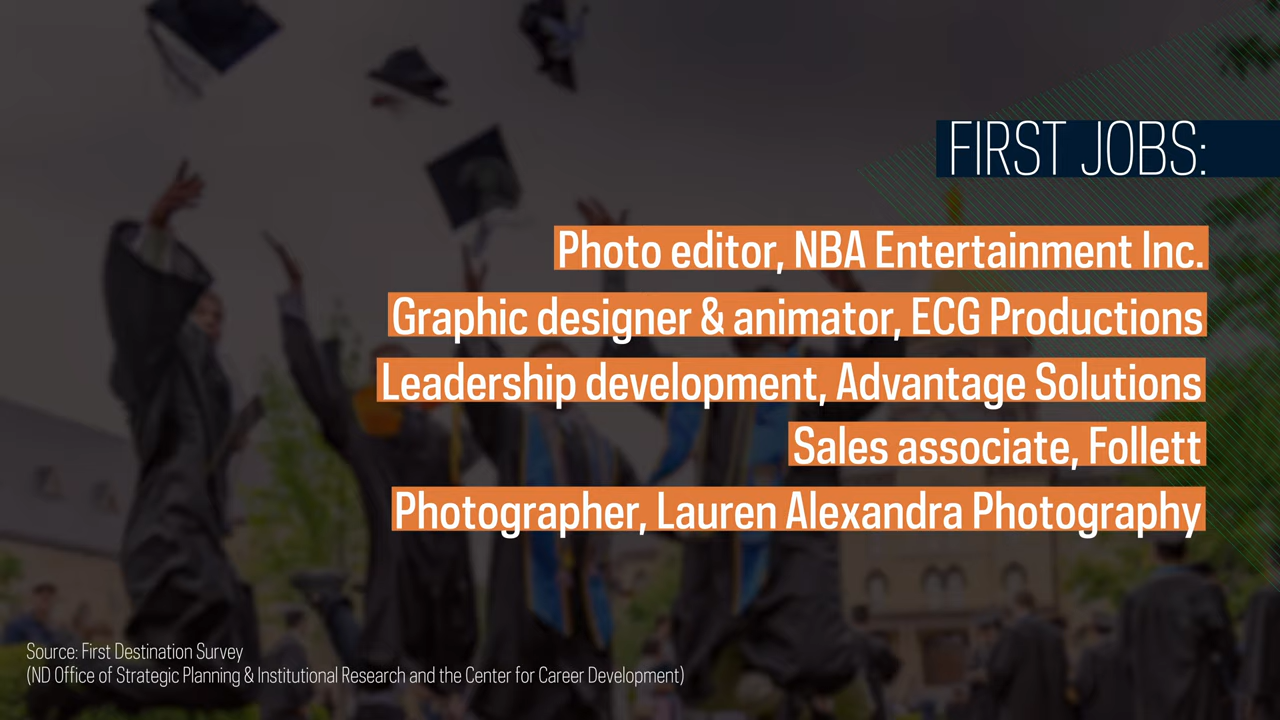 FIRST JOBS:
Photo editor, NBA Entertainment Inc.
Graphic designer & animator, ECG Productions
Leadership development, Advantage Solutions
Sales associate, Follett
Photographer, Lauren Alexandra Photography
Source: First Destination Survey
(ND Office of Strategic Planning & Institutional Research and the Center for Career Development)